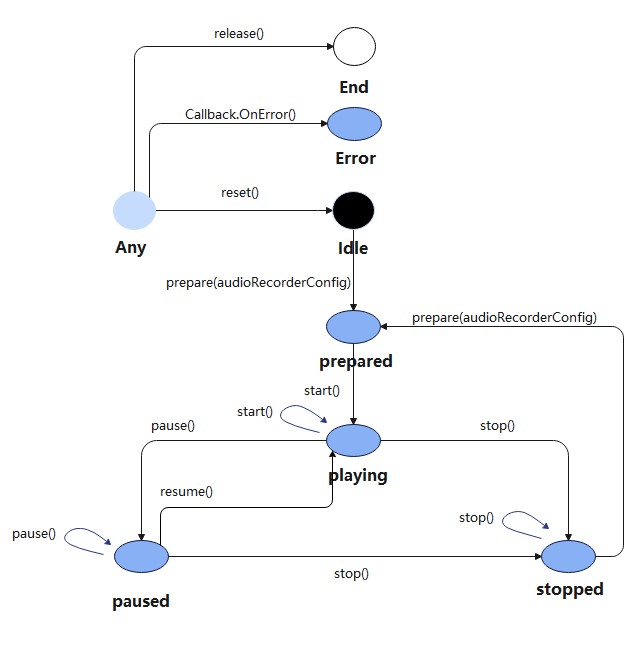 release()
End
Callback.OnError()
Error
reset()
Any
Idle
prepare(audioRecorderConfig)
prepare(audioRecorderConfig)
prepared
start()
start()
pause()
stop()
playing
resume()
pause()
stop()
stop()
paused
stopped